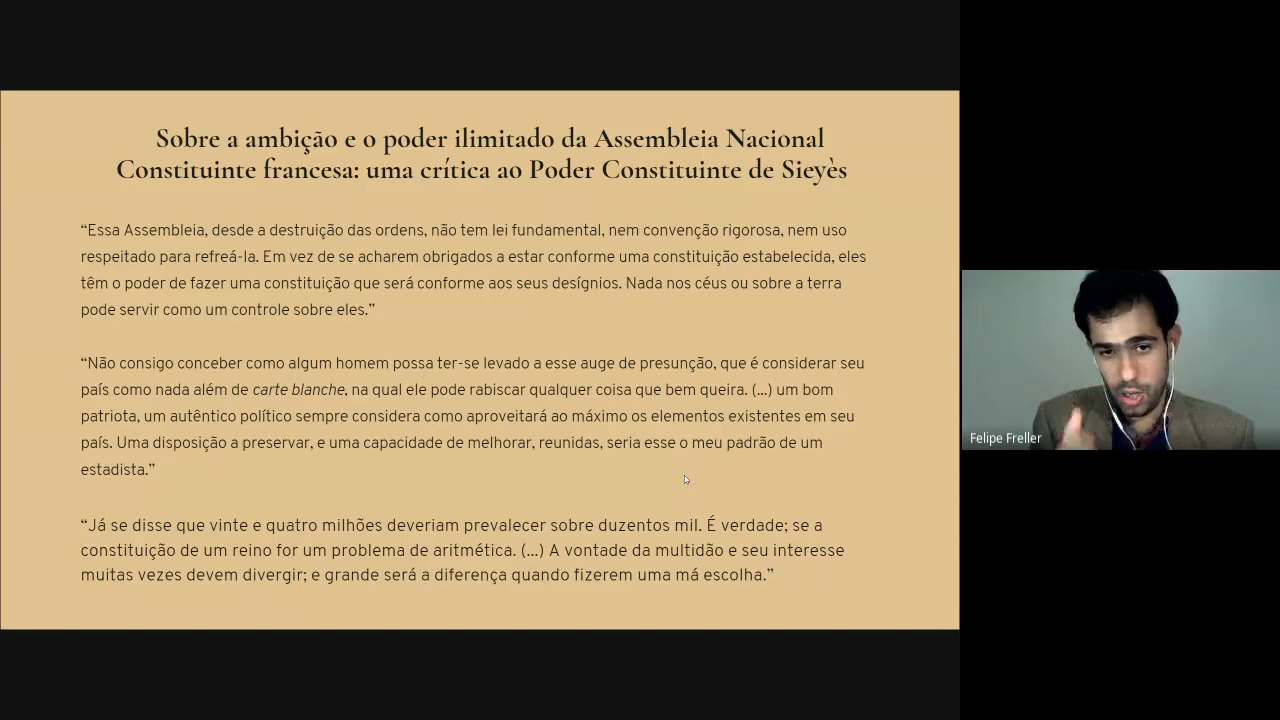 Sobre a ambição e o poder ilimitado da Assembleia Nacional
Constituinte francesa: uma crítica ao Poder Constituinte de Sieyès
“Essa Assembleia, desde a destruição das ordens, não tem lei fundamental, nem convenção rigorosa, nem uso
respeitado para refreá-la. Em vez de se acharem obrigados a estar conforme uma constituição estabelecida, eles
têm o poder de fazer uma constituição que será conforme aos seus desígnios. Nada nos céus ou sobre a terra
pode servir como um controle sobre eles.”
“Não consigo conceber como algum homem possa ter-se levado a esse auge de presunção, que é considerar seu
país como nada além de carte blanche, na qual ele pode rabiscar qualquer coisa que bem queira. (...) um bom
patriota, um autêntico político sempre considera como aproveitará ao máximo os elementos existentes em seu
país. Uma disposição a preservar, e uma capacidade de melhorar, reunidas, seria esse o meu padrão de um
estadista.”
“Já se disse que vinte e quatro milhões deveriam prevalecer sobre duzentos mil. É verdade; se a
constituição de um reino for um problema de aritmética. (...) A vontade da multidão e seu interesse
muitas vezes devem divergir; e grande será a diferença quando fizerem uma má escolha.”
Felipe Freller